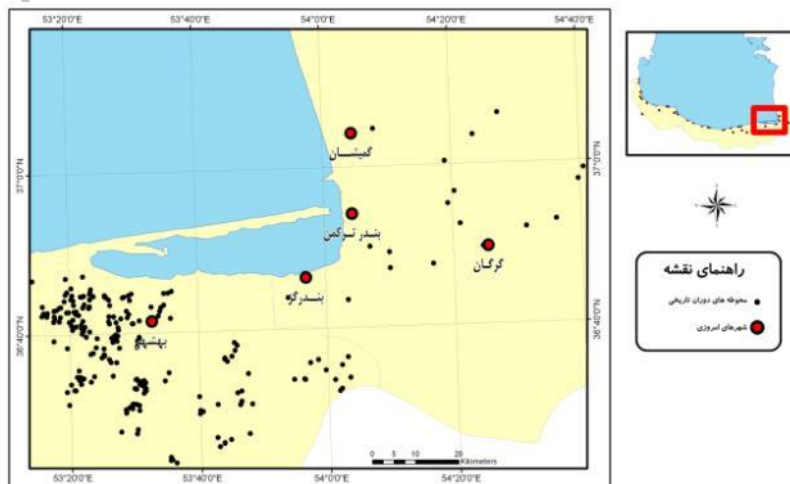 53°20'0"E 53°40'0"E 54°0'0"E 54°20'0"E 54°40'0"E
37°0'0"N
37°0'0"N
36°40'0"N
36°40'0"N
گمیشان
بندر ترکمن
گرگان
بندرگز
بهشهر
0 5 10 20
Kilometers
53°20'0"E 53°40'0"E 54°0'0"E 54°20'0"E
راهنمای نقشه
محوطه های دوران تاریخی
شهرهای امروزی